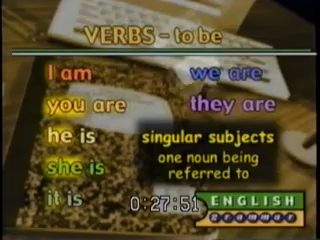 VERBS - to be
I am
you are
he is
she is
it is
we are
they are
singular subjects
one noun being
referred to
0:27:51
ENGLISH
grammar